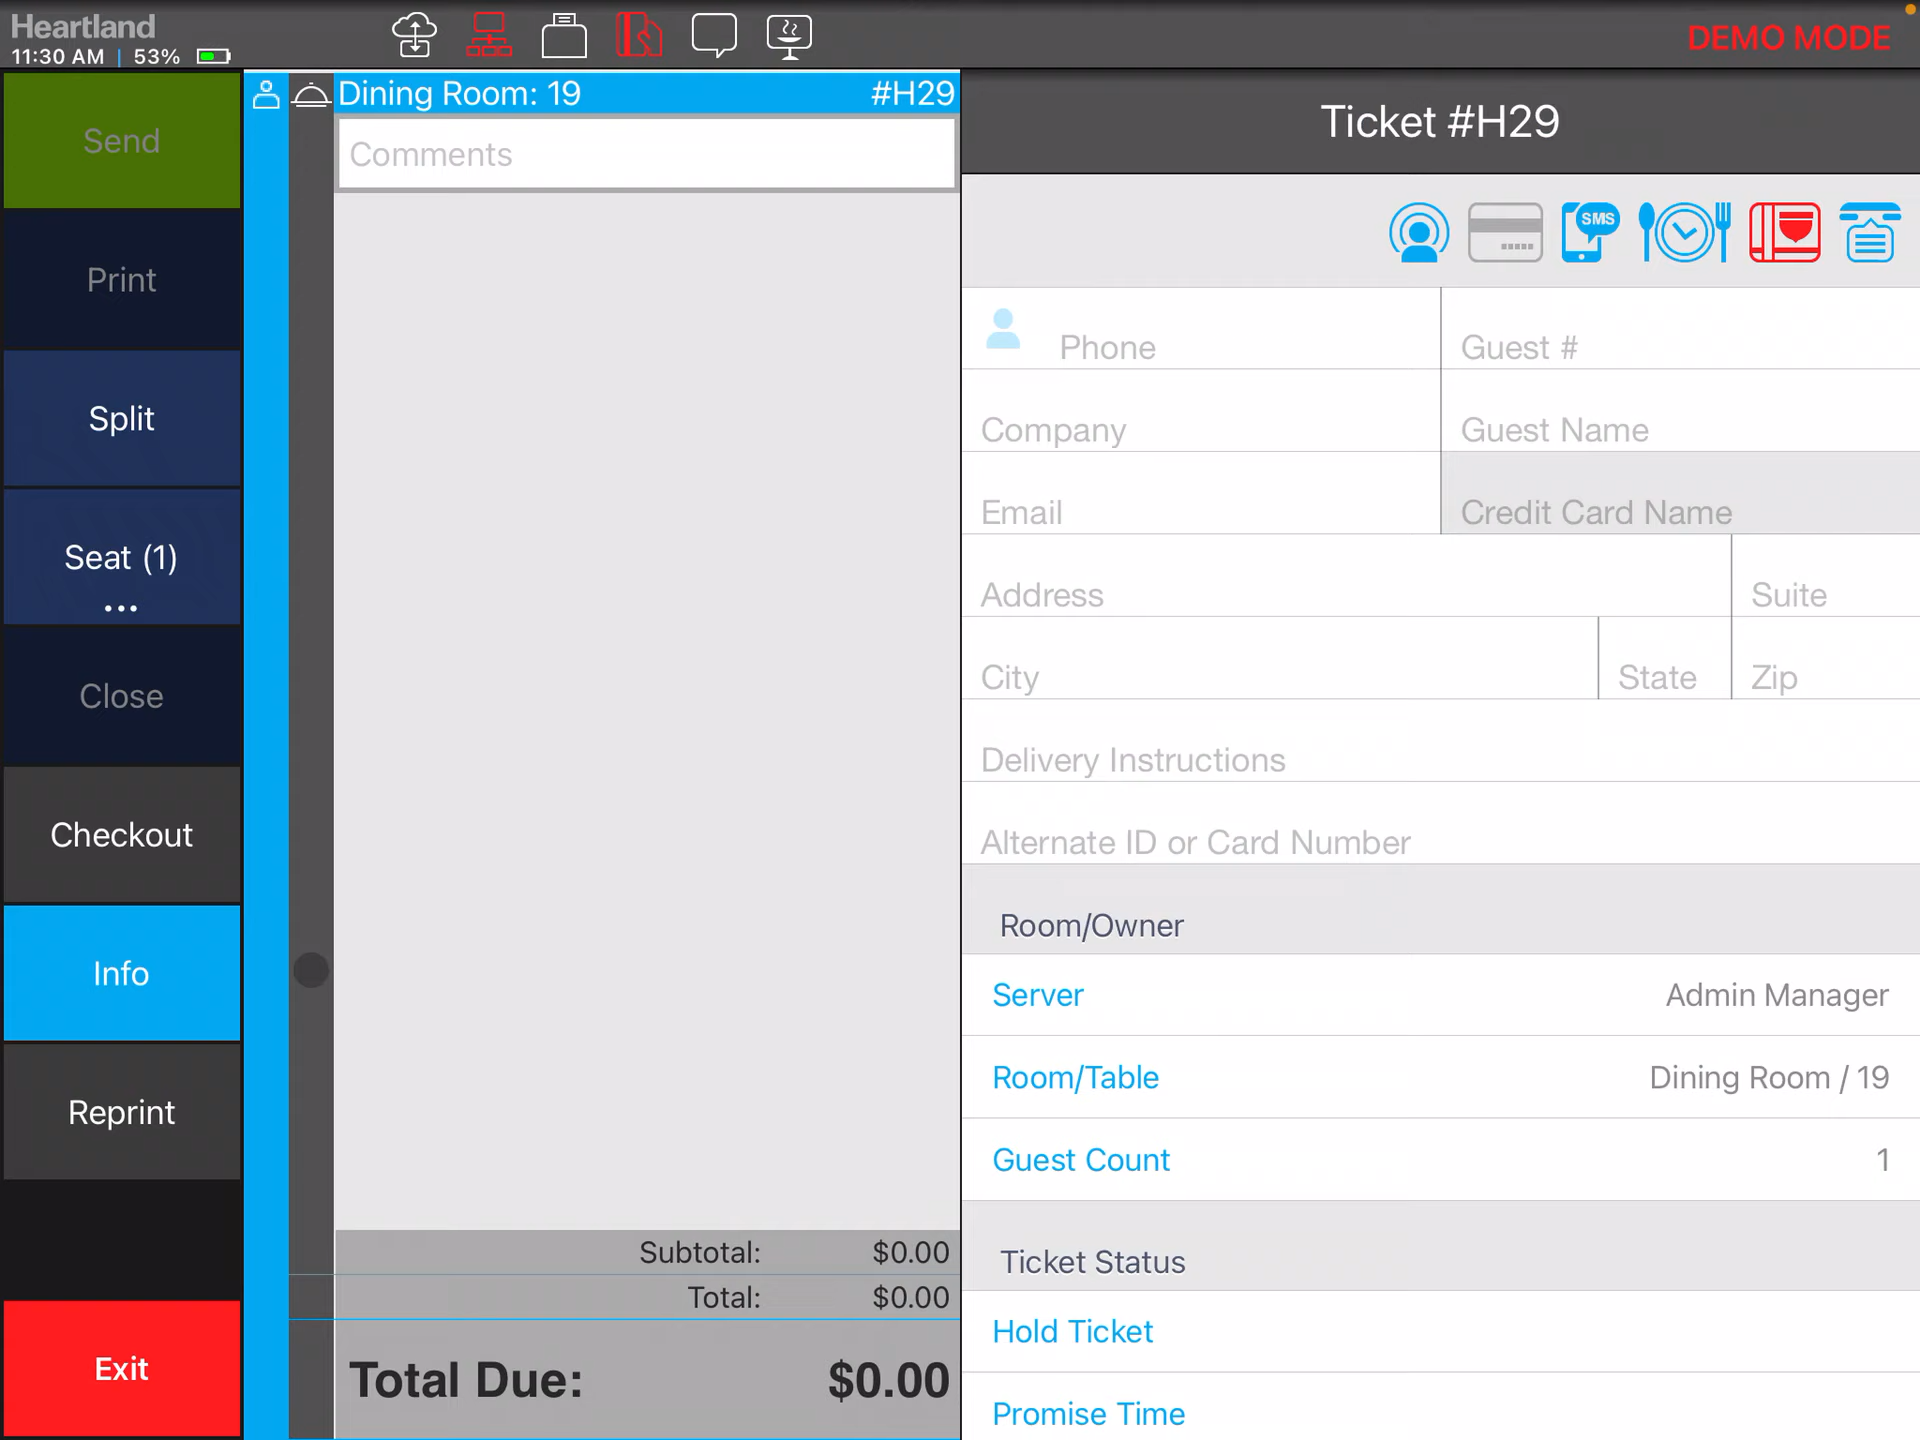 Heartland
11:30 AM | 53%
DEMO MODE
Send
Print
Split
Seat (1)
...
Close
Checkout
Info
Reprint
Exit
Dining Room: 19 #H29
Comments
Subtotal: $0.00
Total: $0.00
Total Due: $0.00
Ticket #H29
SMS
Phone Guest #
Company Guest Name
Email Credit Card Name
Address Suite
City State Zip
Delivery Instructions
Alternate ID or Card Number
Room/Owner
Server Admin Manager
Room/Table Dining Room / 19
Guest Count 1
Ticket Status
Hold Ticket
Promise Time